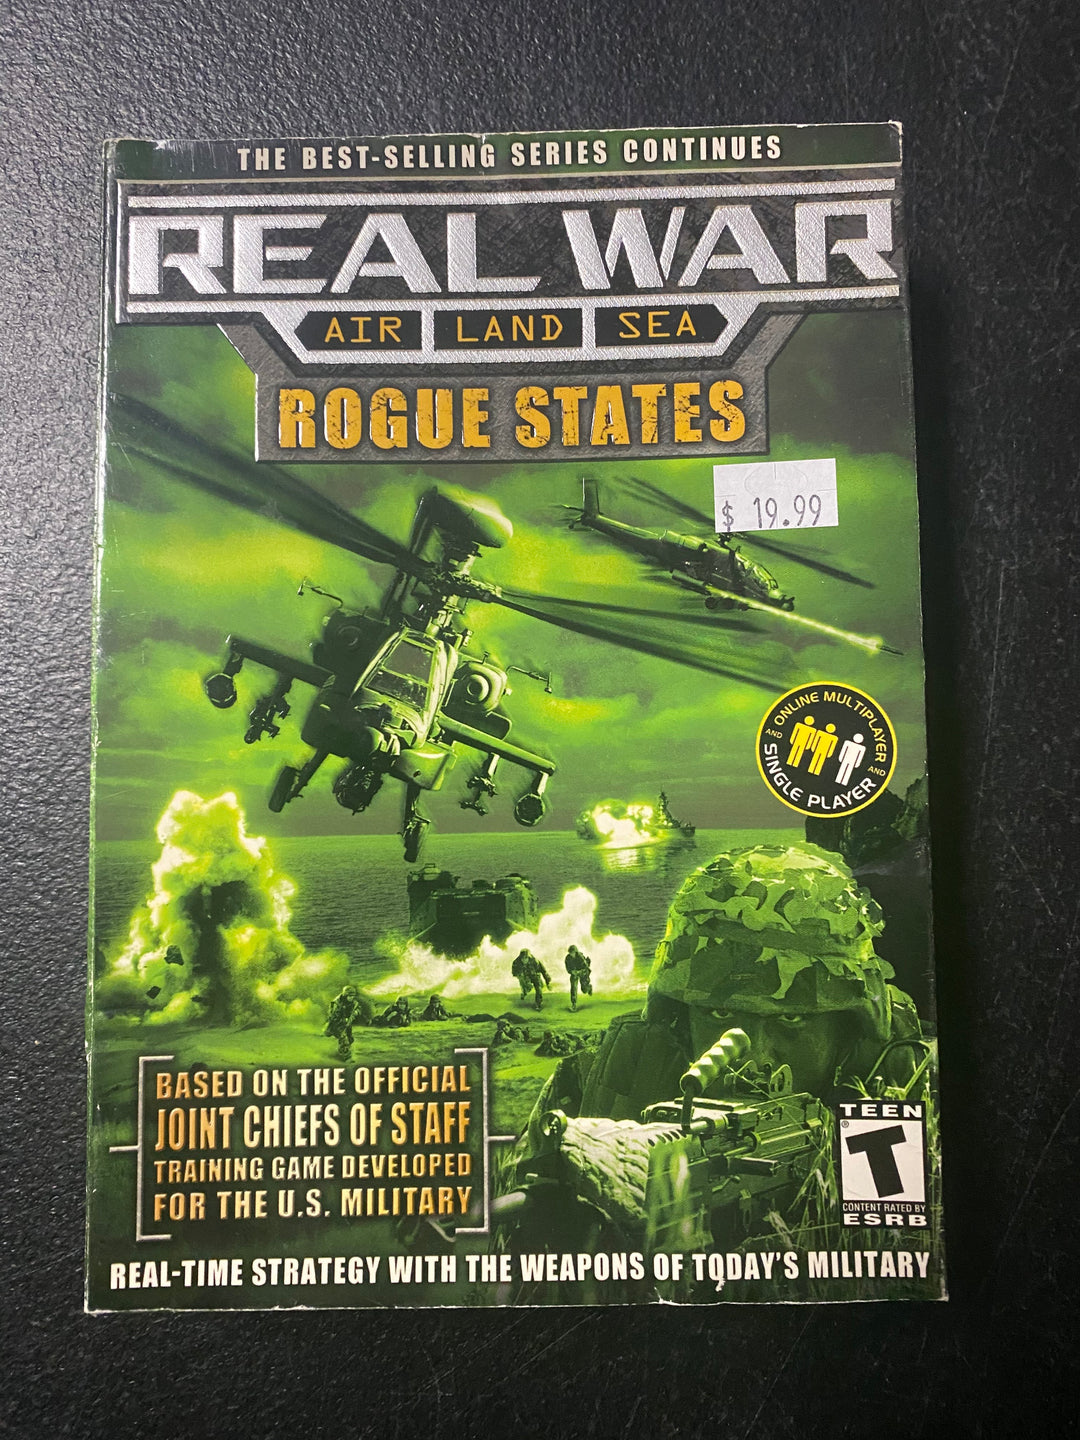 THE BEST-SELLING SERIES CONTINUES
REAL WAR
AIR LAND SEA
ROGUE STATES
$ 19.99
ONLINE MULTIPLAYER
AND AND
SINGLE PLAYER
BASED ON THE OFFICIAL
JOINT CHIEFS OF STAFF
TRAINING GAME DEVELOPED
FOR THE U.S. MILITARY
TEEN
T
®
CONTENT RATED BY
ESRB
REAL-TIME STRATEGY WITH THE WEAPONS OF TODAY'S MILITARY